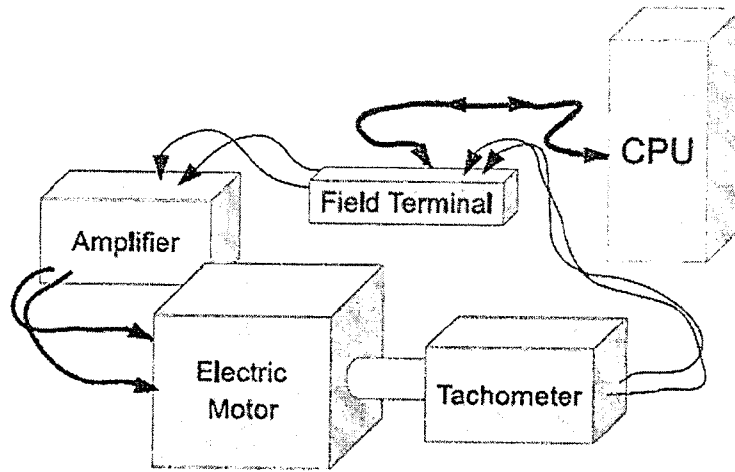 CPU
Field Terminal
Amplifier
Electric
Motor
Tachometer